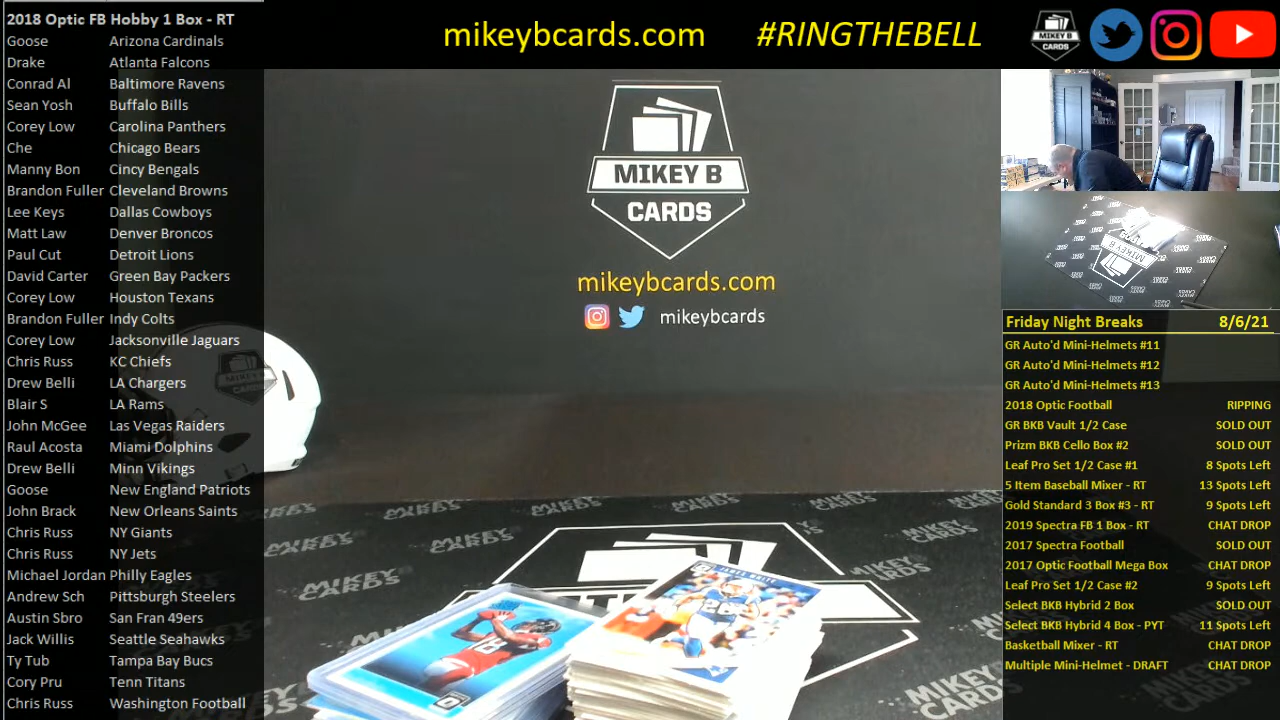 2018 Optic FB Hobby 1 Box - RT
Goose Arizona Cardinals
Drake Atlanta Falcons
Conrad Al Baltimore Ravens
Sean Yosh Buffalo Bills
Corey Low Carolina Panthers
Che Chicago Bears
Manny Bon Cincy Bengals
Brandon Fuller Cleveland Browns
Lee Keys Dallas Cowboys
Matt Law Denver Broncos
Paul Cut Detroit Lions
David Carter Green Bay Packers
Corey Low Houston Texans
Brandon Fuller Indy Colts
Corey Low Jacksonville Jaguars
Chris Russ KC Chiefs
Drew Belli LA Chargers
Blair S LA Rams
John McGee Las Vegas Raiders
Raul Acosta Miami Dolphins
Drew Belli Minn Vikings
Goose New England Patriots
John Brack New Orleans Saints
Chris Russ NY Giants
Chris Russ NY Jets
Michael Jordan Philly Eagles
Andrew Sch Pittsburgh Steelers
Austin Sbro San Fran 49ers
Jack Willis Seattle Seahawks
Ty Tub Tampa Bay Bucs
Cory Pru Tenn Titans
Chris Russ Washington Football
mikeybcards.com #RINGTHEBELL
MIKEY B
CARDS
MIKEY B
CARDS
mikeybcards.com
mikeybcards
Friday Night Breaks 8/6/21
GR Auto'd Mini-Helmets #11
GR Auto'd Mini-Helmets #12
GR Auto'd Mini-Helmets #13
2018 Optic Football RIPPING
GR BKB Vault 1/2 Case SOLD OUT
Prizm BKB Cello Box #2 SOLD OUT
Leaf Pro Set 1/2 Case #1 8 Spots Left
5 Item Baseball Mixer - RT 13 Spots Left
Gold Standard 3 Box #3 - RT 9 Spots Left
2019 Spectra FB 1 Box - RT CHAT DROP
2017 Spectra Football SOLD OUT
2017 Optic Football Mega Box CHAT DROP
Leaf Pro Set 1/2 Case #2 9 Spots Left
Select BKB Hybrid 2 Box SOLD OUT
Select BKB Hybrid 4 Box - PYT 11 Spots Left
Basketball Mixer - RT CHAT DROP
Multiple Mini-Helmet - DRAFT CHAT DROP
JAMES WHITE
MIKEY
CARDS